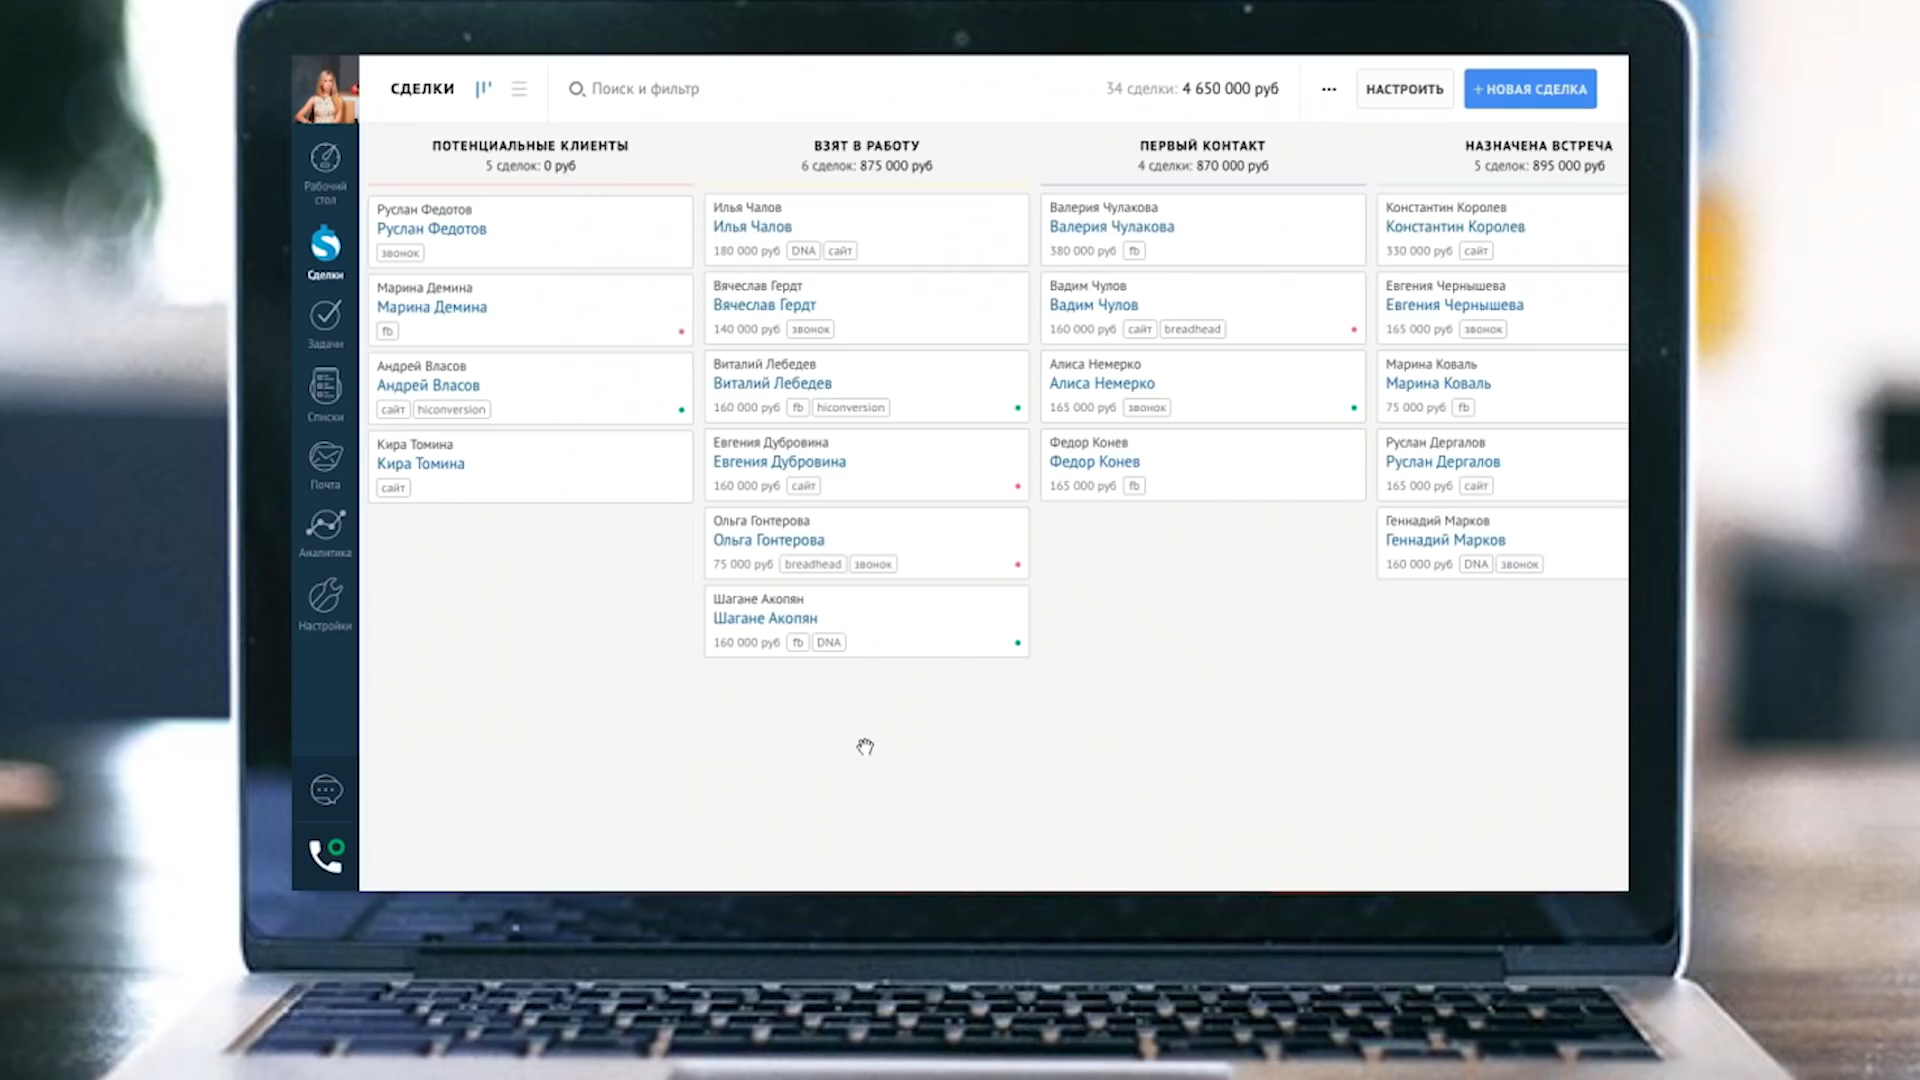 СДЕЛКИ
Поиск и фильтр
34 сделки: 4 650 000 руб
НАСТРОИТЬ
+ НОВАЯ СДЕЛКА
Рабочий
стол
Сделки
Задачи
Списки
Почта
Аналитика
Настройки
ПОТЕНЦИАЛЬНЫЕ КЛИЕНТЫ
5 сделок: 0 руб
Руслан Федотов
Руслан Федотов
звонок
Марина Демина
Марина Демина
fb
Андрей Власов
Андрей Власов
сайт hiconversion
Кира Томина
Кира Томина
сайт
ВЗЯТ В РАБОТУ
6 сделок: 875 000 руб
Илья Чалов
Илья Чалов
180 000 руб DNA сайт
Вячеслав Гердт
Вячеслав Гердт
140 000 руб звонок
Виталий Лебедев
Виталий Лебедев
160 000 руб fb hiconversion
Евгения Дубровина
Евгения Дубровина
160 000 руб сайт
Ольга Гонтерова
Ольга Гонтерова
75 000 руб breadhead звонок
Шагане Акопян
Шагане Акопян
160 000 руб fb DNA
ПЕРВЫЙ КОНТАКТ
4 сделки: 870 000 руб
Валерия Чулакова
Валерия Чулакова
380 000 руб fb
Вадим Чулов
Вадим Чулов
160 000 руб сайт breadhead
Алиса Немерко
Алиса Немерко
165 000 руб звонок
Федор Конев
Федор Конев
165 000 руб fb
НАЗНАЧЕНА ВСТРЕЧА
5 сделок: 895 000 руб
Константин Королев
Константин Королев
330 000 руб сайт
Евгения Чернышева
Евгения Чернышева
165 000 руб звонок
Марина Коваль
Марина Коваль
75 000 руб fb
Руслан Дергалов
Руслан Дергалов
165 000 руб сайт
Геннадий Марков
Геннадий Марков
160 000 руб DNA звонок